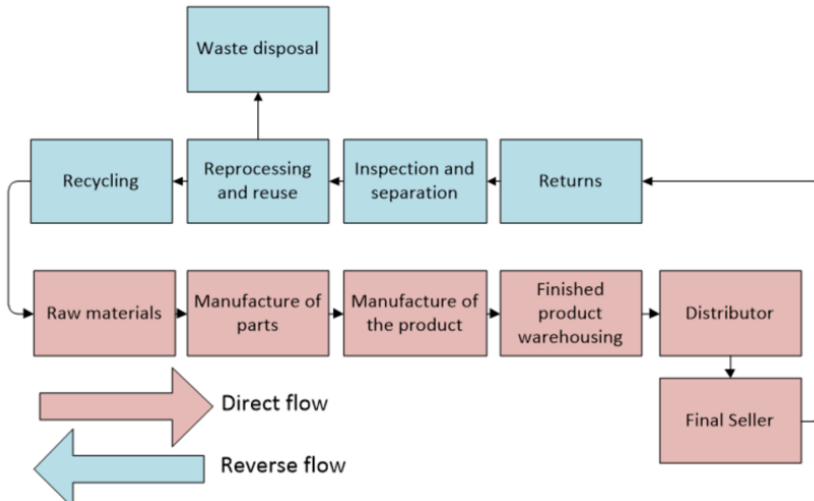 Waste disposal
Recycling
Reprocessing
and reuse
Inspection and
separation
Returns
Raw materials
Manufacture of
parts
Manufacture of
the product
Finished
product
warehousing
Distributor
Final Seller
Direct flow
Reverse flow